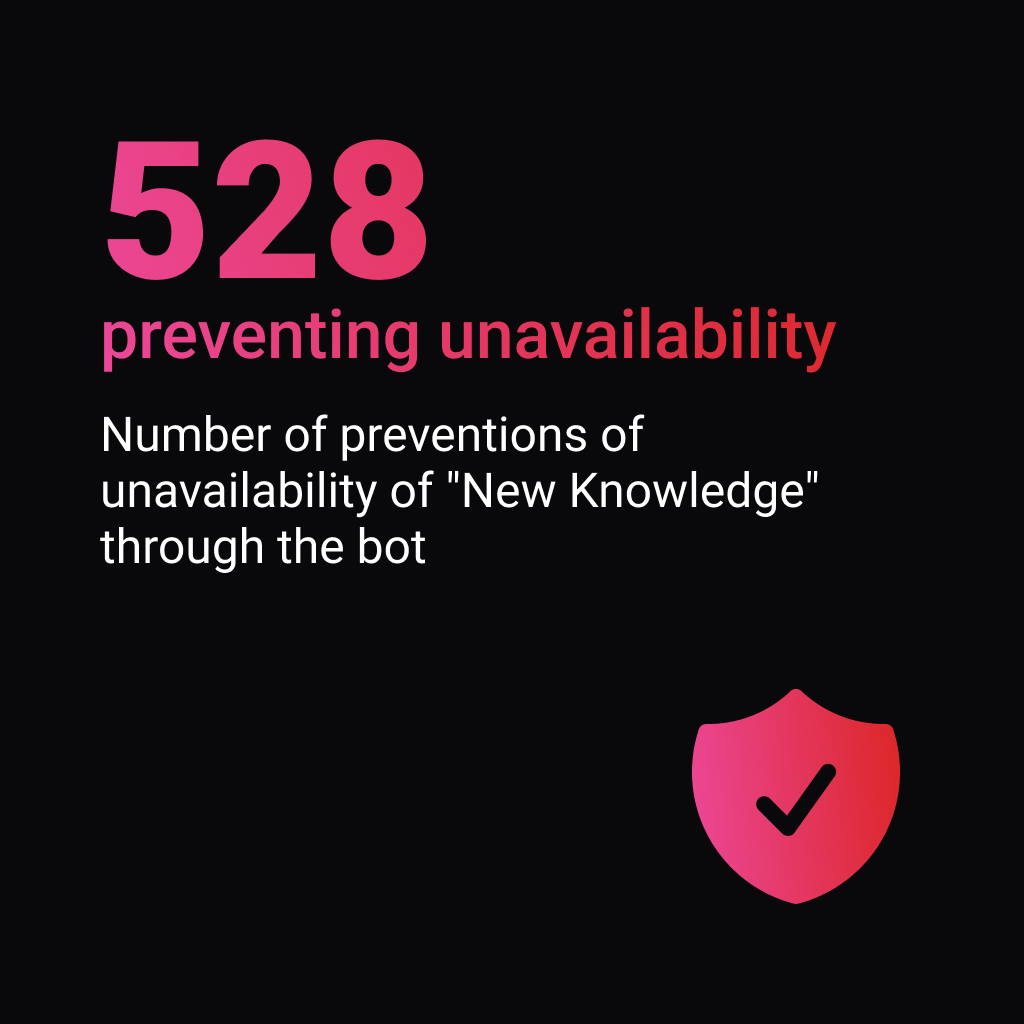 528
preventing unavailability
Number of preventions of
unavailability of "New Knowledge"
through the bot